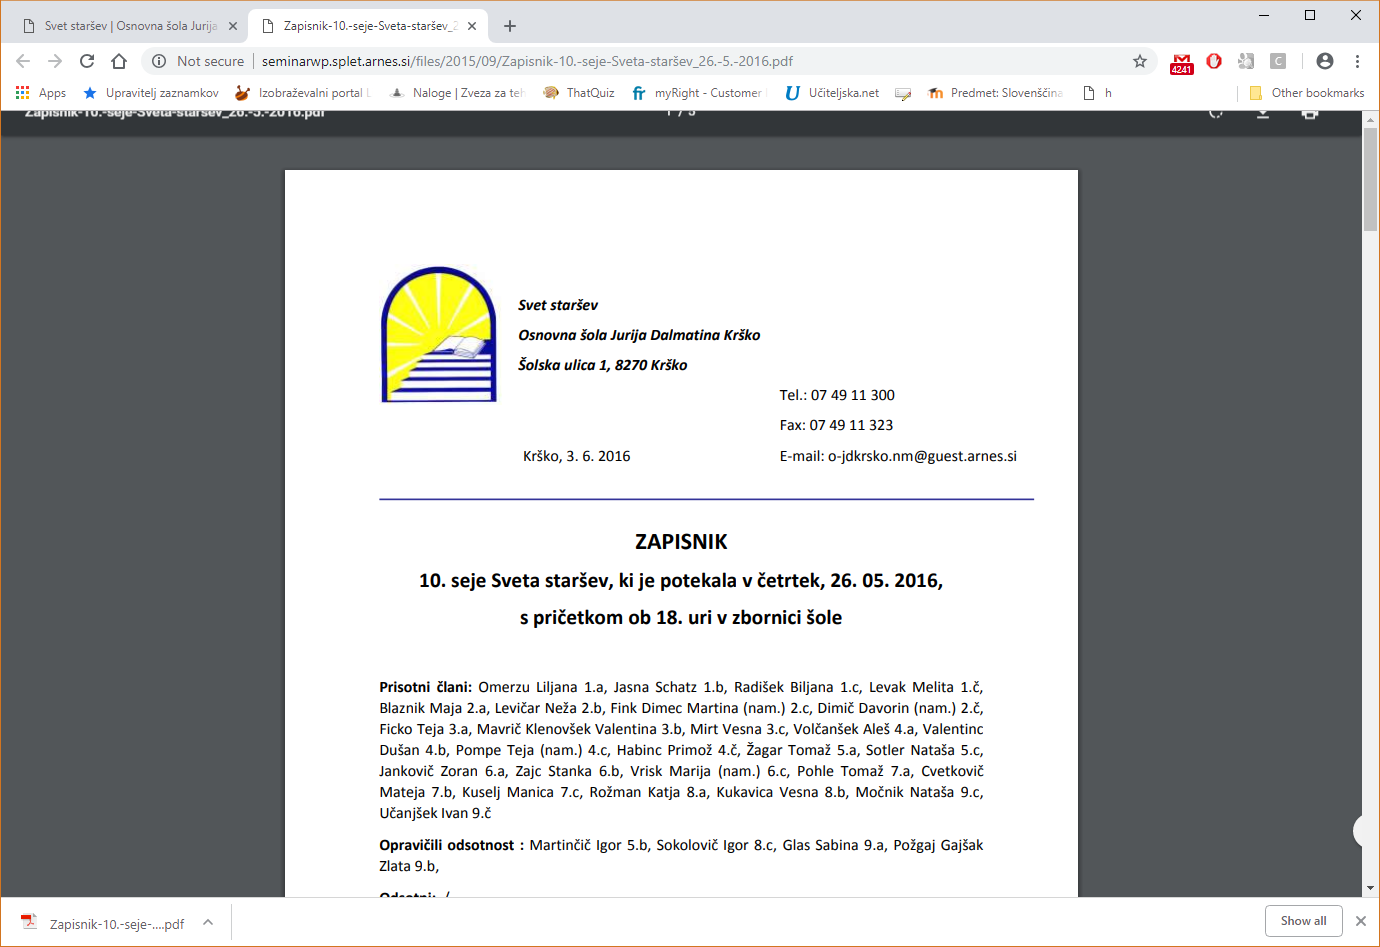 Svet staršev | Osnovna šola Jurija
Zapisnik-10.-seje-Sveta-staršev_2
Not secure | seminarwp.splet.arnes.si/files/2015/09/Zapisnik-10.-seje-Sveta-staršev_26.-5.-2016.pdf
4241
C
Apps Upravitelj zaznamkov Izobraževalni portal Naloge | Zveza za teh ThatQuiz fir myRight - Customer Učiteljska.net Predmet: Slovenščina h Other bookmarks
Zapisnik-10.-seje-Sveta-staršev_26.-5.-2016.pdf
Svet staršev
Osnovna šola Jurija Dalmatina Krško
Šolska ulica 1, 8270 Krško
Tel.: 07 49 11 300
Fax: 07 49 11 323
Krško, 3. 6. 2016 E-mail: o-jdkrsko.nm@guest.arnes.si
ZAPISNIK
10. seje Sveta staršev, ki je potekala v četrtek, 26. 05. 2016,
s pričetkom ob 18. uri v zbornici šole
Prisotni člani: Omerzu Liljana 1.a, Jasna Schatz 1.b, Radišek Biljana 1.c, Levak Melita 1.č,
Blaznik Maja 2.a, Levičar Neža 2.b, Fink Dimec Martina (nam.) 2.c, Dimič Davorin (nam.) 2.č,
Ficko Teja 3.a, Mavrič Klenovšek Valentina 3.b, Mirt Vesna 3.c, Volčanšek Aleš 4.a, Valentinc
Dušan 4.b, Pompe Teja (nam.) 4.c, Habinc Primož 4.č, Žagar Tomaž 5.a, Sotler Nataša 5.c,
Jankovič Zoran 6.a, Zajc Stanka 6.b, Vrisk Marija (nam.) 6.c, Pohle Tomaž 7.a, Cvetkovič
Mateja 7.b, Kuselj Manica 7.c, Rožman Katja 8.a, Kukavica Vesna 8.b, Močnik Nataša 9.c,
Učanjšek Ivan 9.č
Opravičili odsotnost : Martinčič Igor 5.b, Sokolovič Igor 8.c, Glas Sabina 9.a, Požgaj Gajšak
Zlata 9.b,
Odsotni: /
Zapisnik-10.-seje-....pdf
Show all